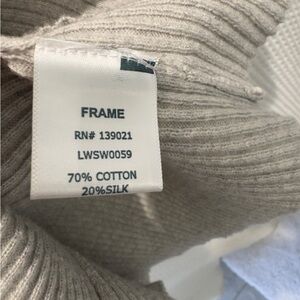 FRAME
RN# 139021
LWSW0059
70% COTTON
20%SILK